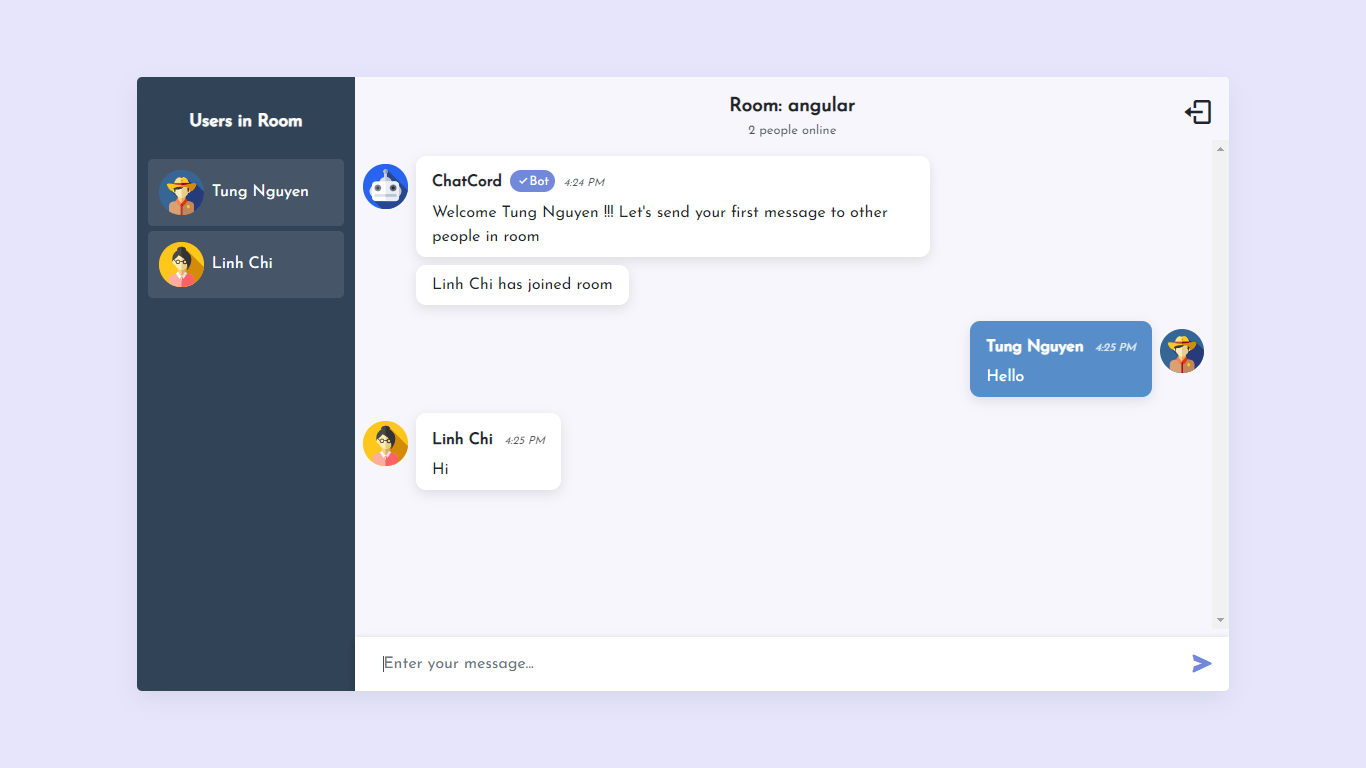 Users in Room
Tung Nguyen
Linh Chi
Room: angular
2 people online
ChatCord Bot 4:24 PM
Welcome Tung Nguyen !!! Let's send your first message to other
people in room
Linh Chi has joined room
Tung Nguyen 4:25 PM
Hello
Linh Chi 4:25 PM
Hi
Enter your message...